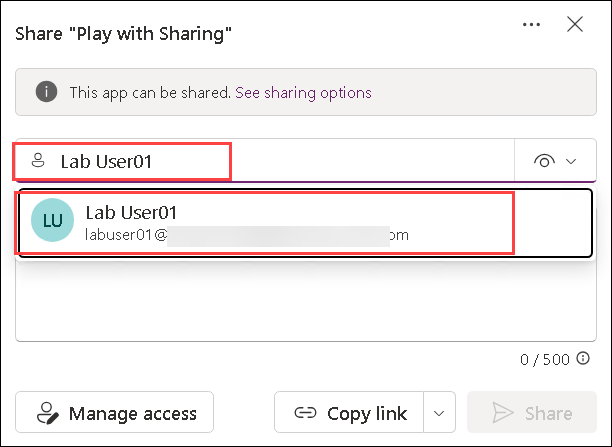 Share "Play with Sharing"
This app can be shared. See sharing options
Lab User01
LU
Lab User01
labuser01@ om
0 / 500
Manage access
Copy link
Share